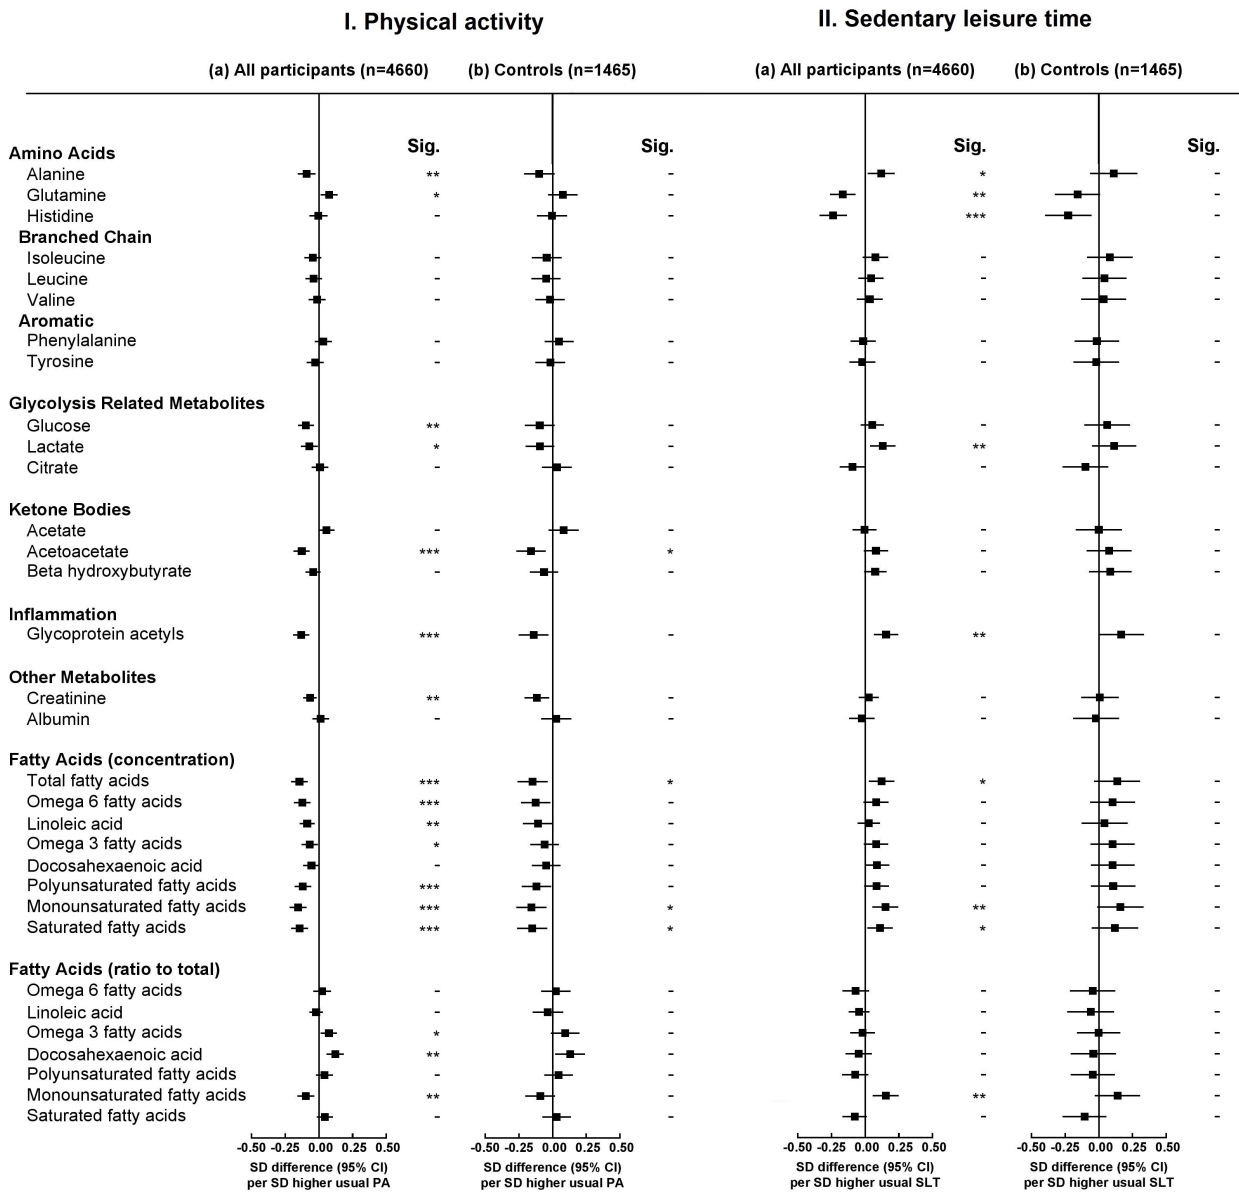 I. Physical activity
II. Sedentary leisure time
(a) All participants (n=4660)
(b) Controls (n=1465)
(a) All participants (n=4660)
(b) Controls (n=1465)
Sig. Sig. Sig. Sig.
Amino Acids
Alanine ** - * -
Glutamine * - ** -
Histidine - - *** -
Branched Chain
Isoleucine - - - -
Leucine - - - -
Valine - - - -
Aromatic
Phenylalanine - - - -
Tyrosine - - - -
Glycolysis Related Metabolites
Glucose ** - - -
Lactate * - ** -
Citrate - - - -
Ketone Bodies
Acetate - - - -
Acetoacetate *** * - -
Beta hydroxybutyrate - - - -
Inflammation
Glycoprotein acetyls *** - ** -
Other Metabolites
Creatinine ** - - -
Albumin - - - -
Fatty Acids (concentration)
Total fatty acids *** * * -
Omega 6 fatty acids *** - - -
Linoleic acid ** - - -
Omega 3 fatty acids * - - -
Docosahexaenoic acid - - - -
Polyunsaturated fatty acids *** - - -
Monounsaturated fatty acids *** * ** -
Saturated fatty acids *** * * -
Fatty Acids (ratio to total)
Omega 6 fatty acids - - - -
Linoleic acid - - - -
Omega 3 fatty acids * - - -
Docosahexaenoic acid ** - - -
Polyunsaturated fatty acids - - - -
Monounsaturated fatty acids ** - ** -
Saturated fatty acids - - - -
-0.50 -0.25 0.00 0.25 0.50 -0.50 -0.25 0.00 0.25 0.50 -0.50 -0.25 0.00 0.25 0.50 -0.50 -0.25 0.00 0.25 0.50
SD difference (95% CI) SD difference (95% CI) SD difference (95% CI) SD difference (95% CI)
per SD higher usual PA per SD higher usual PA per SD higher usual SLT per SD higher usual SLT